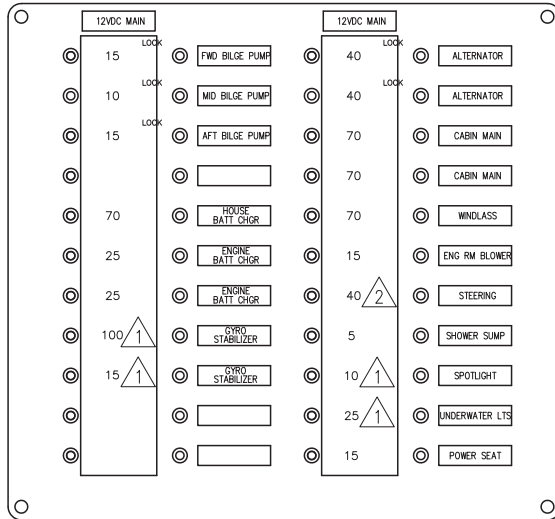 12VDC MAIN
15 LOCK FWD BILGE PUMP
10 LOCK MID BILGE PUMP
15 LOCK AFT BILGE PUMP
70 HOUSE BATT CHGR
25 ENGINE BATT CHGR
25 ENGINE BATT CHGR
100 1 GYRO STABILIZER
15 1 GYRO STABILIZER
12VDC MAIN
40 LOCK ALTERNATOR
40 LOCK ALTERNATOR
70 CABIN MAIN
70 CABIN MAIN
70 WINDLASS
15 ENG RM BLOWER
40 2 STEERING
5 SHOWER SUMP
10 1 SPOTLIGHT
25 1 UNDERWATER LTS
15 POWER SEAT